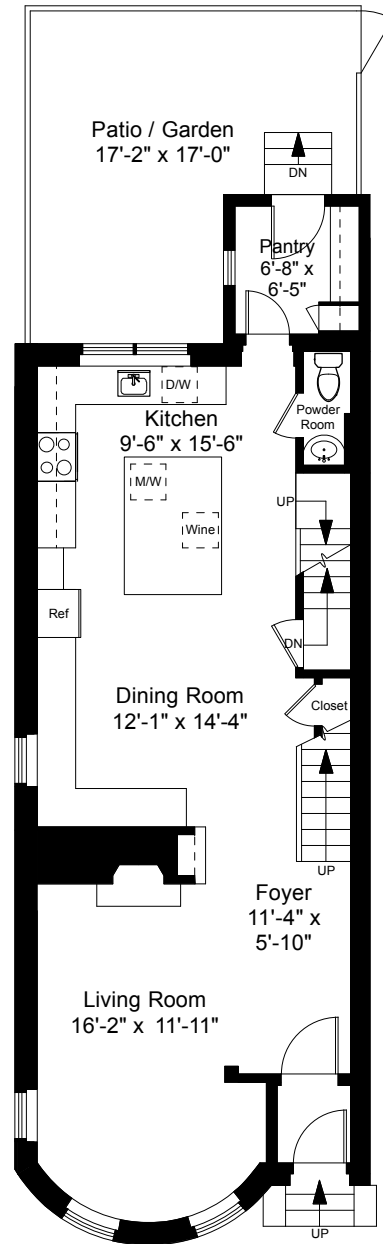 Patio / Garden
17'-2" x 17'-0"
DN
Pantry
6'-8" x
6'-5"
D/W
Kitchen
9'-6" x 15'-6"
Powder
Room
M/W
UP
Wine
Ref
DN
Dining Room
12'-1" x 14'-4"
Closet
UP
Foyer
11'-4" x
5'-10"
Living Room
16'-2" x 11'-11"
UP